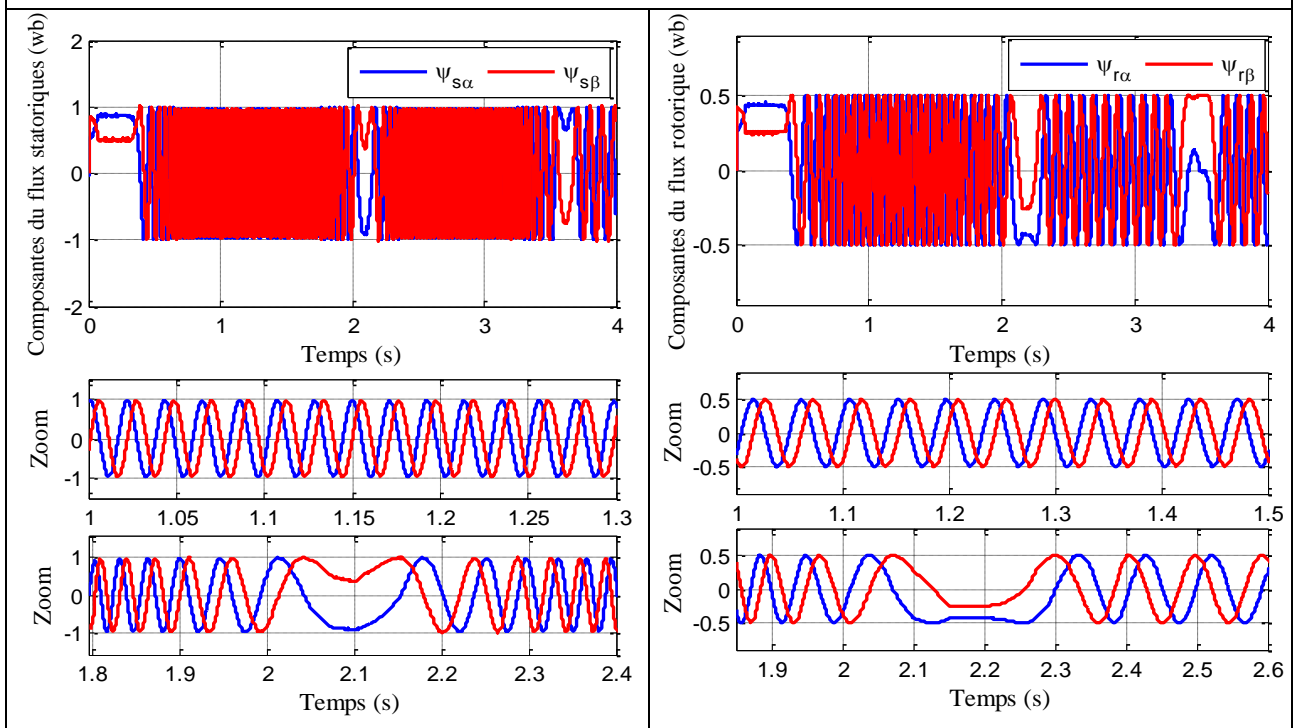 Composantes du flux statoriques (wb)
2
1
0
-1
-2
ψsα ψsβ
0 1 2 3 4
Temps (s)
Zoom
1
0
-1
1 1.05 1.1 1.15 1.2 1.25 1.3
Zoom
1
0
-1
1.8 1.9 2 2.1 2.2 2.3 2.4
Temps (s)
Composantes du flux rotorique (wb)
0.5
0
-0.5
ψrα ψrβ
0 1 2 3 4
Temps (s)
Zoom
0.5
0
-0.5
1 1.1 1.2 1.3 1.4 1.5
Zoom
0.5
0
-0.5
1.9 2 2.1 2.2 2.3 2.4 2.5 2.6
Temps (s)